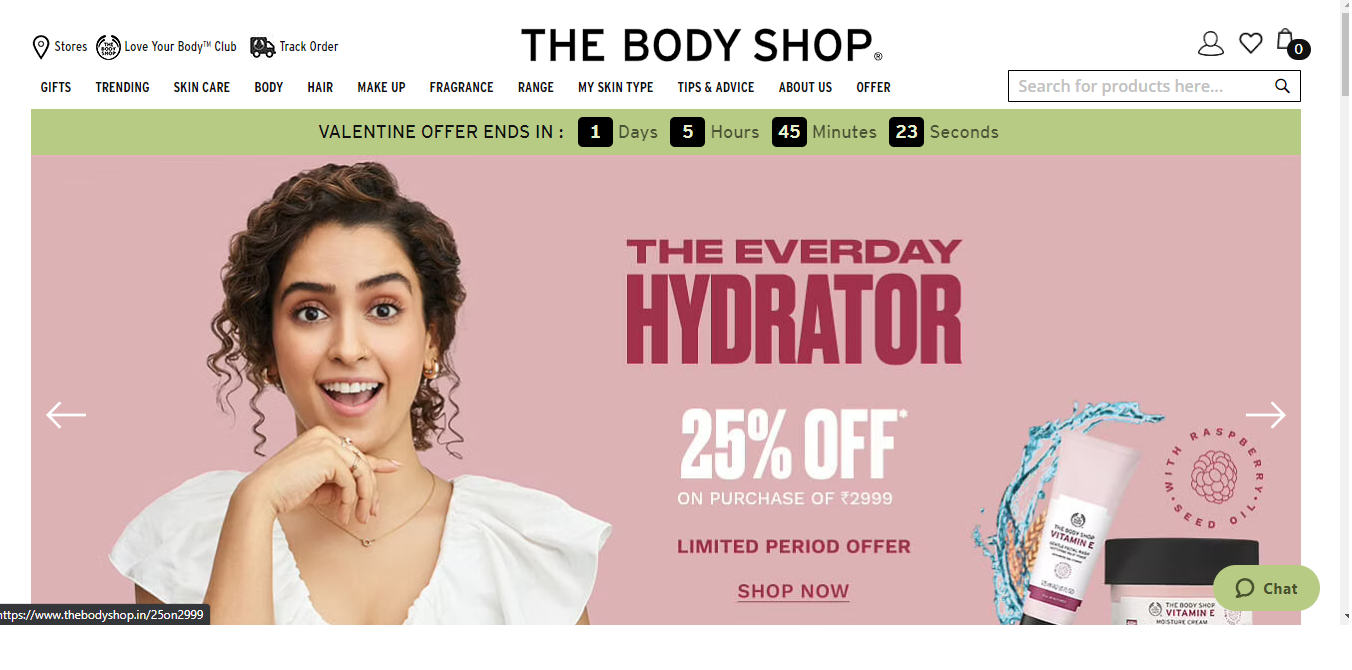 Stores
Love Your Body™ Club
Track Order
THE BODY SHOP®
0
GIFTS TRENDING SKIN CARE BODY HAIR MAKE UP FRAGRANCE RANGE MY SKIN TYPE TIPS & ADVICE ABOUT US OFFER
Search for products here...
VALENTINE OFFER ENDS IN : 1 Days 5 Hours 45 Minutes 23 Seconds
THE EVERDAY
HYDRATOR
25% OFF*
ON PURCHASE OF ₹2999
LIMITED PERIOD OFFER
SHOP NOW
WITH RASPBERRY
SEED OIL
THE BODY SHOP
VITAMIN E
GENTLE FACIAL WASH
THE BODY SHOP
VITAMIN E
MOISTURE CREAM
Chat
https://www.thebodyshop.in/25on2999